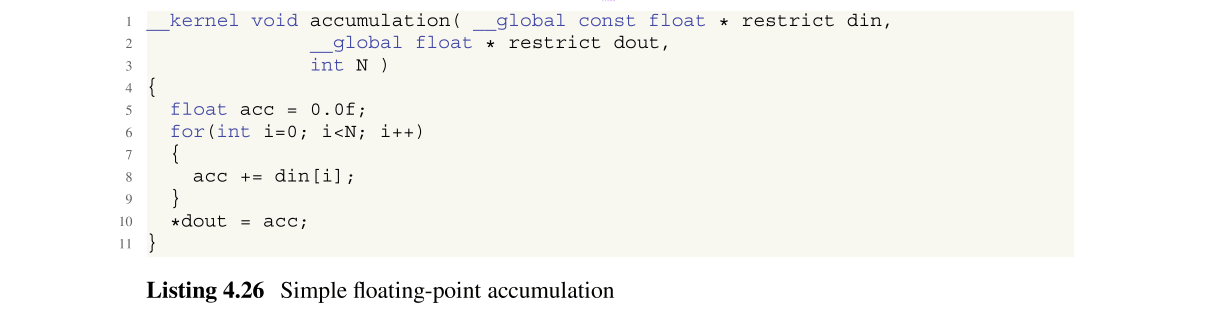 1 __kernel void accumulation( __global const float * restrict din,
2 __global float * restrict dout,
3 int N )
4 {
5 float acc = 0.0f;
6 for(int i=0; i<N; i++)
7 {
8 acc += din[i];
9 }
10 *dout = acc;
11 }
Listing 4.26 Simple floating-point accumulation